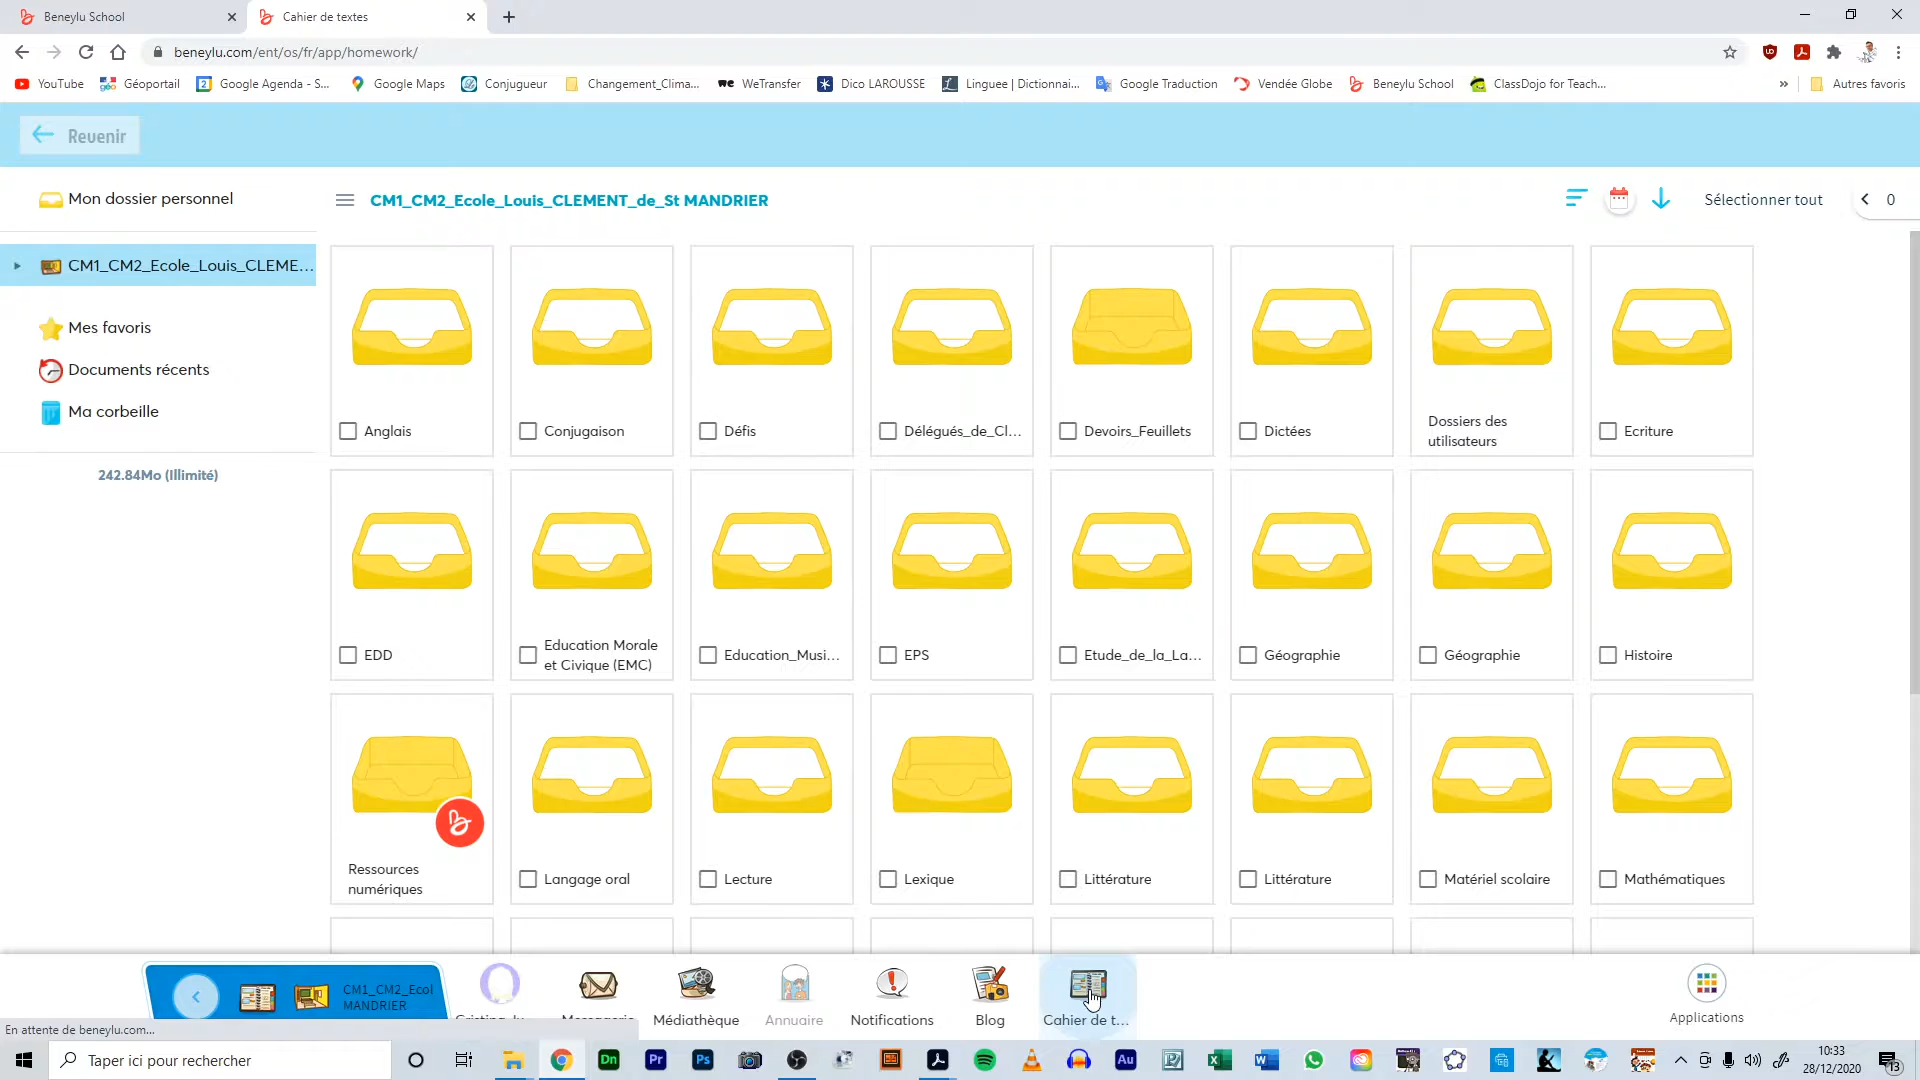 Beneylu School
Cahier de textes
beneylu.com/ent/os/fr/app/homework/
YouTube
Géoportail
Google Agenda - S...
Google Maps
Conjugueur
Changement_Clima...
WeTransfer
Dico LAROUSSE
Linguee | Dictionnai...
Google Traduction
Vendée Globe
Beneylu School
ClassDojo for Teach...
Autres favoris
Revenir
Mon dossier personnel
CM1_CM2_Ecole_Louis_CLEMENT_de_St MANDRIER
Sélectionner tout
0
CM1_CM2_Ecole_Louis_CLEME...
Mes favoris
Documents récents
Ma corbeille
242.84Mo (Illimité)
Anglais
Conjugaison
Défis
Délégués_de_Cl...
Devoirs_Feuillets
Dictées
Dossiers des
utilisateurs
Ecriture
EDD
Education Morale
et Civique (EMC)
Education_Musi...
EPS
Etude_de_la_La...
Géographie
Géographie
Histoire
Ressources
numériques
Langage oral
Lecture
Lexique
Littérature
Littérature
Matériel scolaire
Mathématiques
CM1_CM2_Ecol
MANDRIER
Médiathèque
Annuaire
Notifications
Blog
Cahier de t...
Applications
En attente de beneylu.com...
Taper ici pour rechercher
10:33
28/12/2020
13